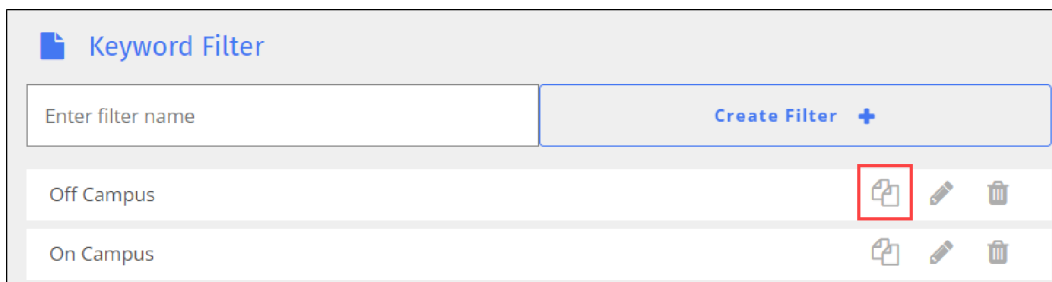 Keyword Filter
Enter filter name
Create Filter +
Off Campus
On Campus